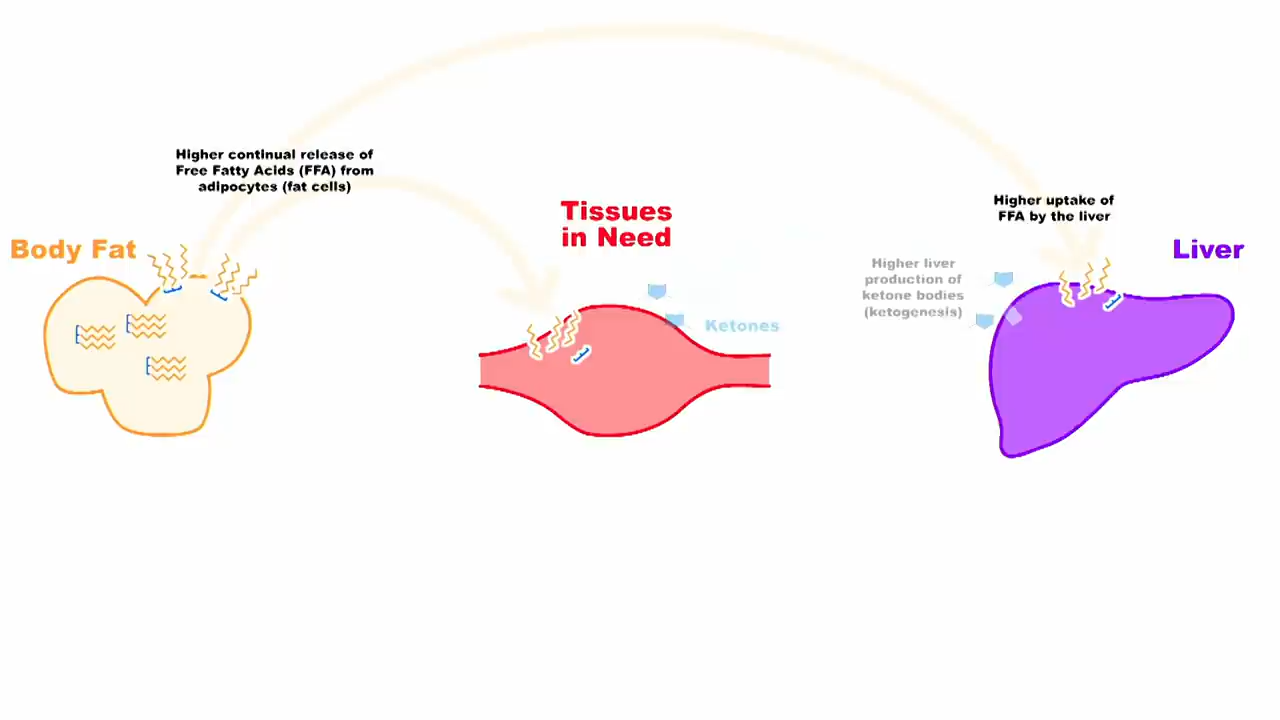 Higher continual release of
Free Fatty Acids (FFA) from
adipocytes (fat cells)
Body Fat
Tissues
in Need
Ketones
Higher uptake of
FFA by the liver
Liver
Higher liver
production of
ketone bodies
(ketogenesis)